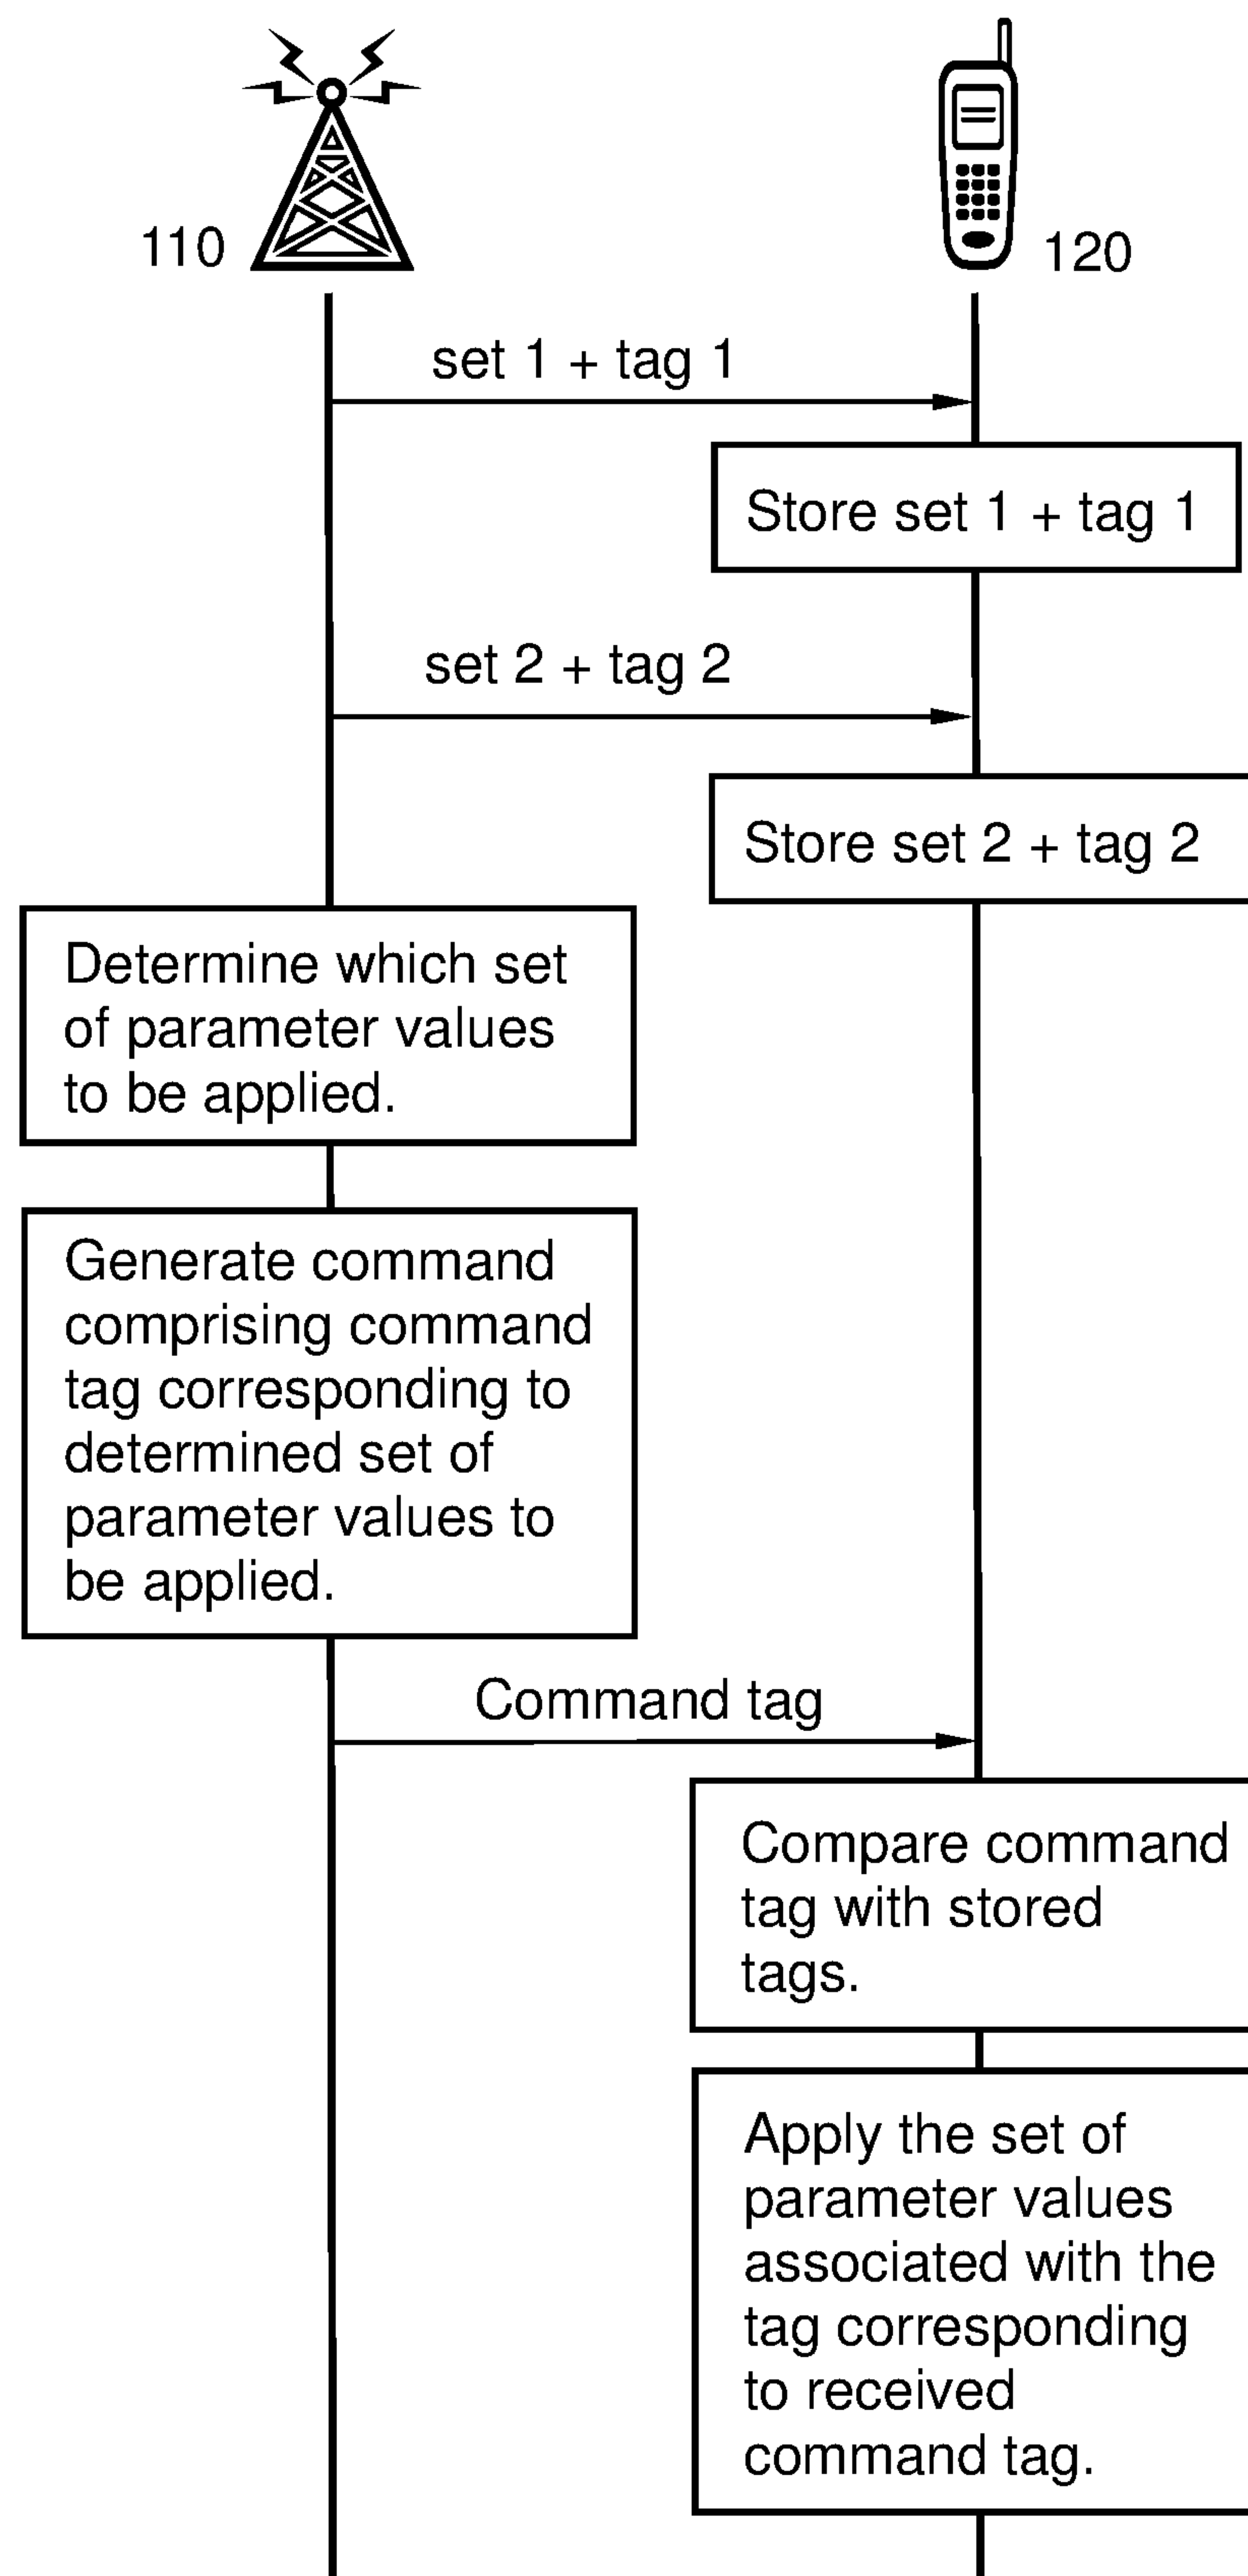 110
120
set 1 + tag 1
Store set 1 + tag 1
set 2 + tag 2
Store set 2 + tag 2
Determine which set
of parameter values
to be applied.
Generate command
comprising command
tag corresponding to
determined set of
parameter values to
be applied.
Command tag
Compare command
tag with stored
tags.
Apply the set of
parameter values
associated with the
tag corresponding
to received
command tag.